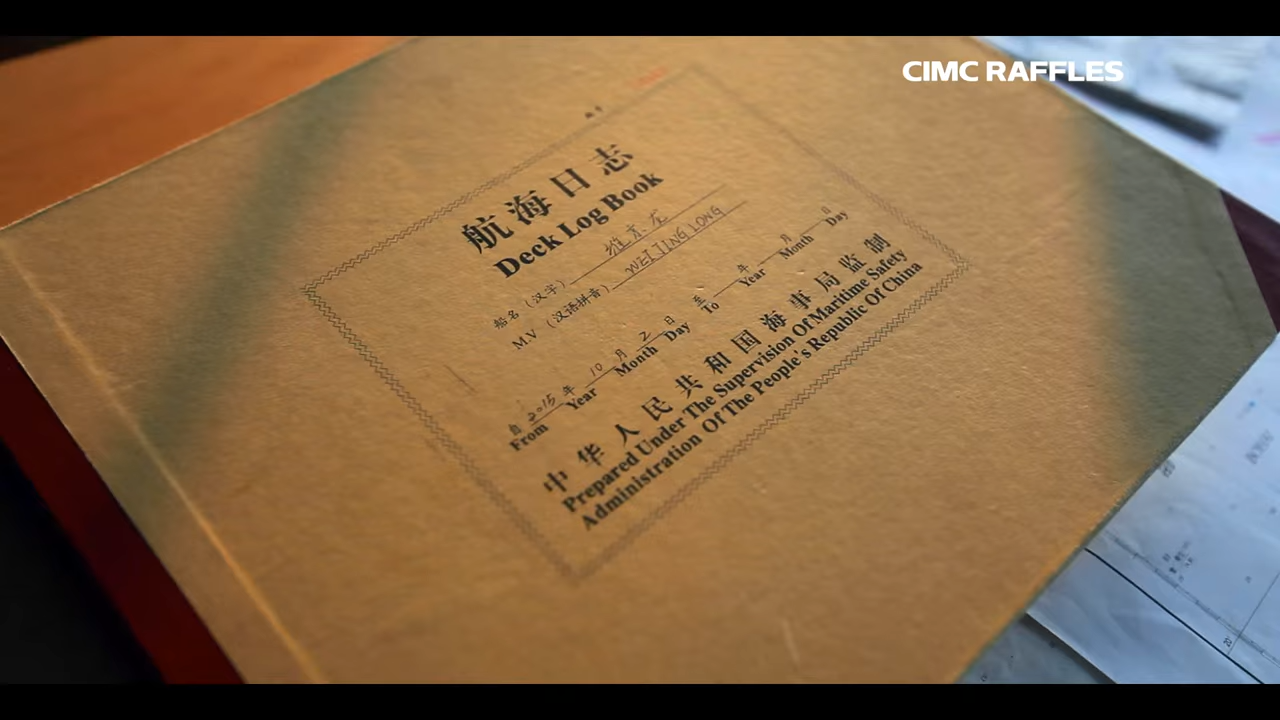 CIMC RAFFLES
航海日志
Deck Log Book
船名（汉字） 维京龙
M.V （汉语拼音） WEI JING LONG
自 2015 年 10 月 2 日 至 年 月 日
From Year Month Day To Year Month Day
中华人民共和国海事局监制
Prepared Under The Supervision Of Maritime Safety
Administration Of The People's Republic Of China